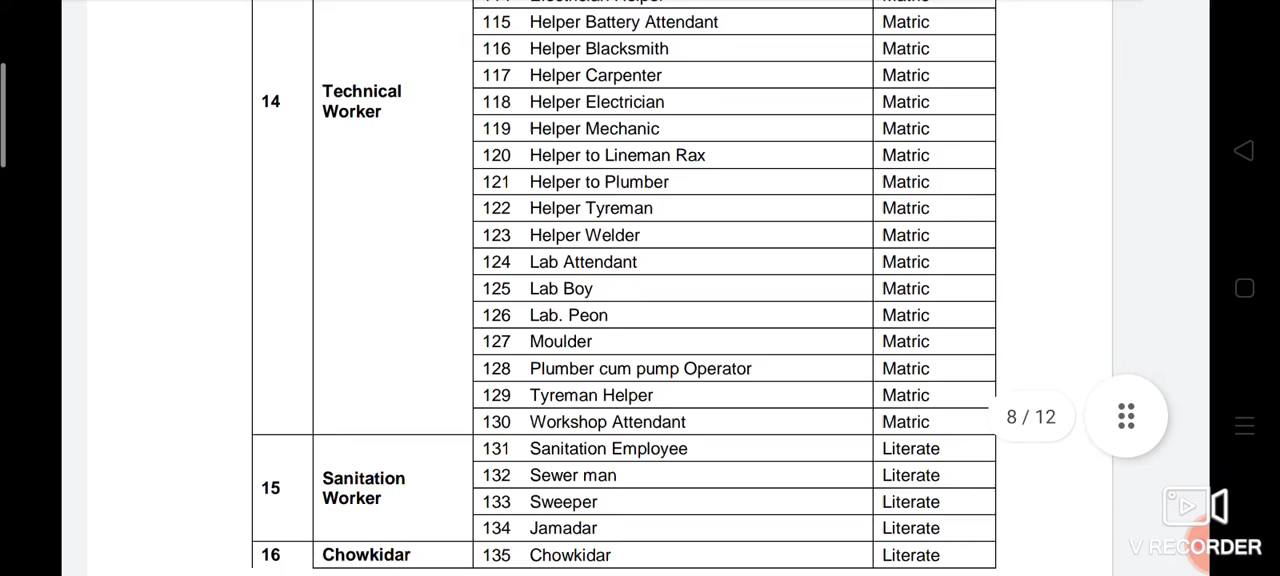 115 Helper Battery Attendant Matric
116 Helper Blacksmith Matric
117 Helper Carpenter Matric
14 Technical Worker 118 Helper Electrician Matric
119 Helper Mechanic Matric
120 Helper to Lineman Rax Matric
121 Helper to Plumber Matric
122 Helper Tyreman Matric
123 Helper Welder Matric
124 Lab Attendant Matric
125 Lab Boy Matric
126 Lab. Peon Matric
127 Moulder Matric
128 Plumber cum pump Operator Matric
129 Tyreman Helper Matric
8 / 12
130 Workshop Attendant Matric
131 Sanitation Employee Literate
15 Sanitation Worker 132 Sewer man Literate
133 Sweeper Literate
134 Jamadar Literate
16 Chowkidar 135 Chowkidar Literate
V RECORDER